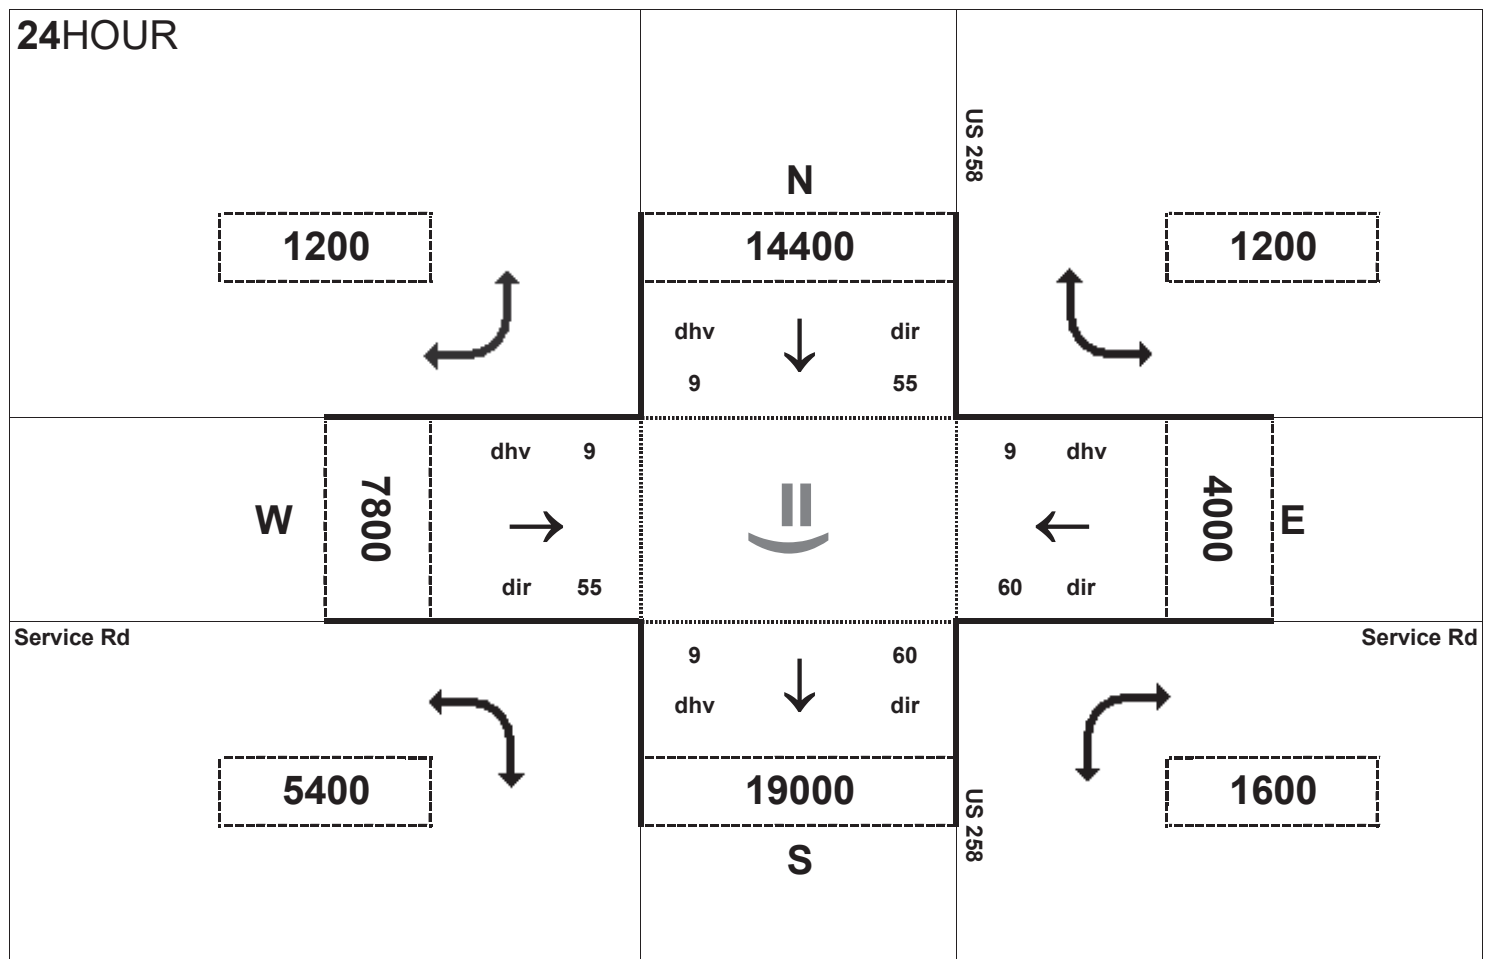 24HOUR
US 258
N
1200
14400
1200
dhv
dir
9
55
dhv 9
9 dhv
W
7800
4000
E
dir 55
60 dir
Service Rd
Service Rd
9
60
dhv
dir
5400
19000
1600
US 258
S